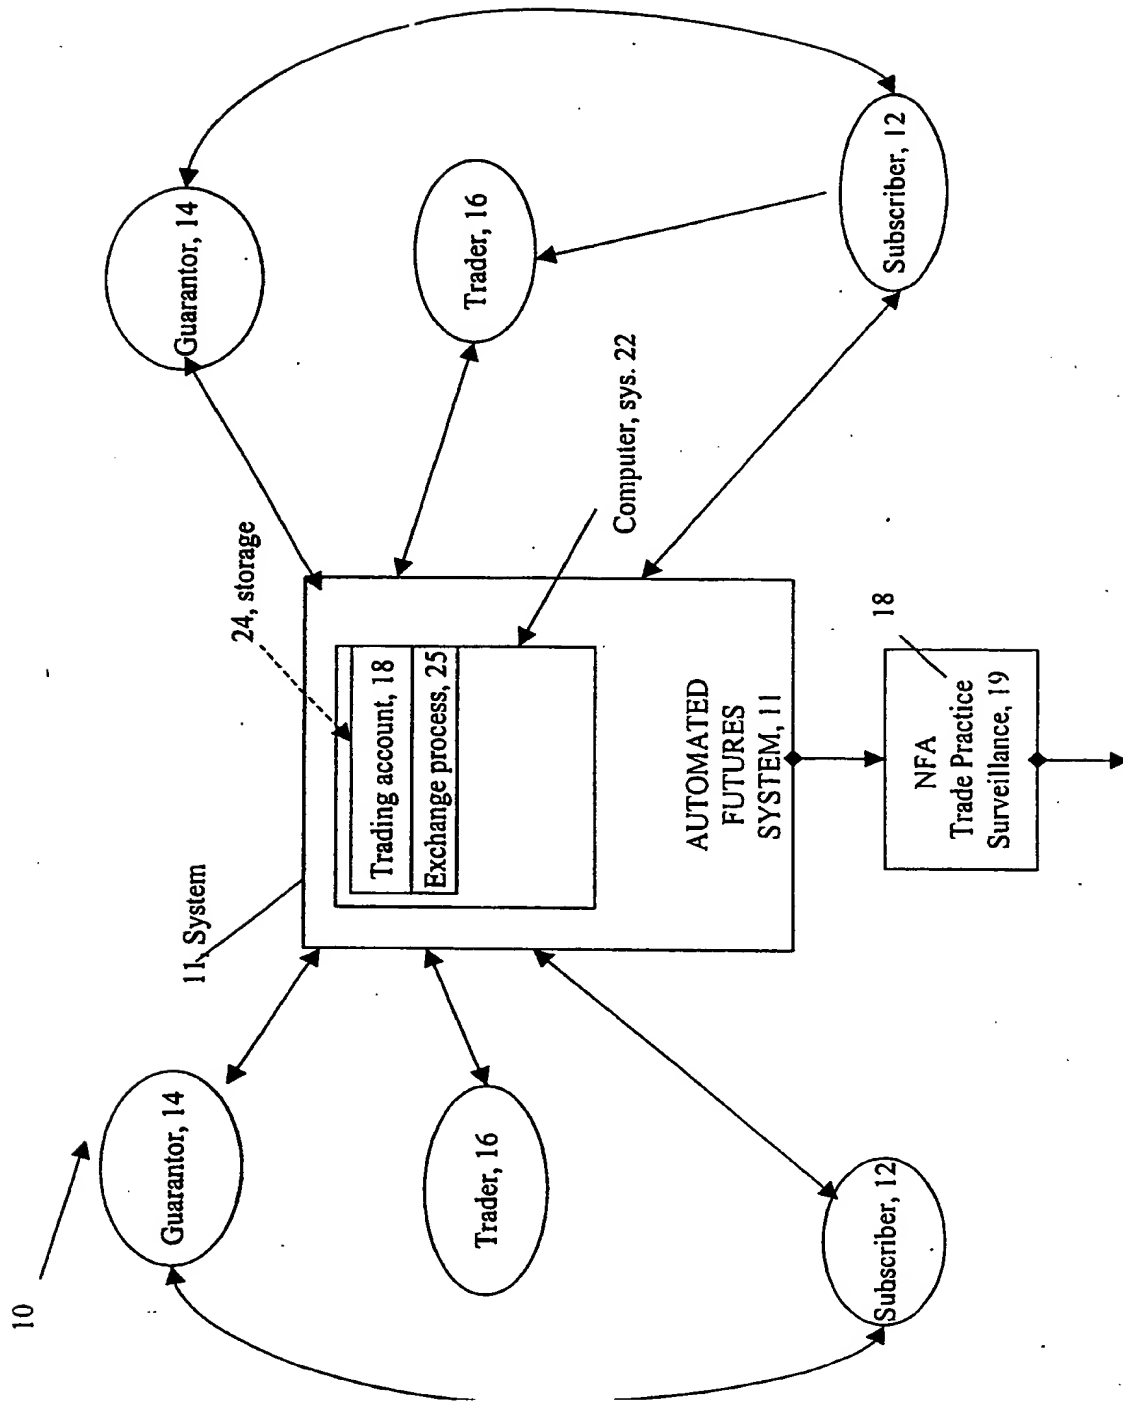 10
Guarantor, 14
Trader, 16
Subscriber, 12
11, System
24, storage
Trading account, 18
Exchange process, 25
Computer, sys. 22
AUTOMATED
FUTURES
SYSTEM, 11
NFA
Trade Practice
Surveillance, 19
18
Guarantor, 14
Trader, 16
Subscriber, 12